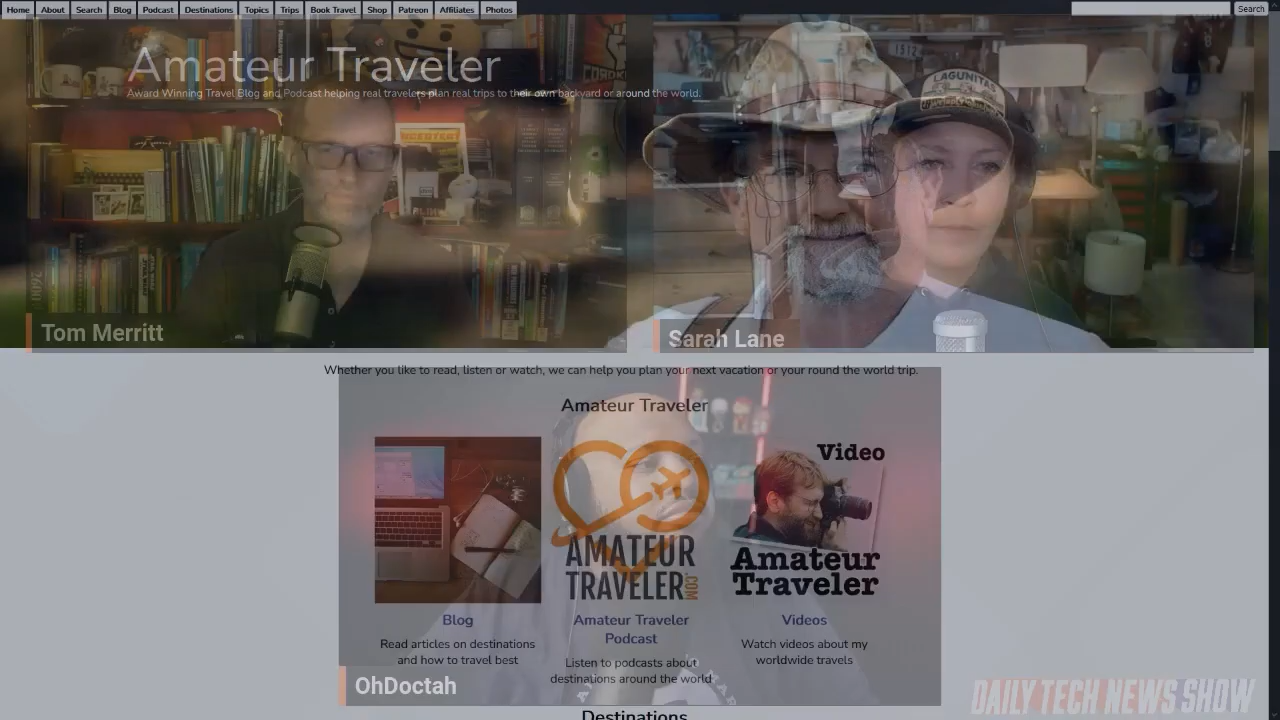 Home About Search Blog Podcast Destinations Topics Trips Book Travel Shop Patreon Affiliates Photos Search
1512
Amateur Traveler
Award Winning Travel Blog and Podcast helping real travelers plan real trips to their own backyard or around the world.
LAGUNITAS
Tom Merritt
Sarah Lane
Whether you like to read, listen or watch, we can help you plan your next vacation or your round the world trip.
Amateur Traveler
Video
AMATEUR
TRAVELER.COM
Amateur
Traveler
Blog
Amateur Traveler
Podcast
Videos
Read articles on destinations
and how to travel best
Listen to podcasts about
destinations around the world
Watch videos about my
worldwide travels
OhDoctah
DAILY TECH NEWS SHOW
Destinations